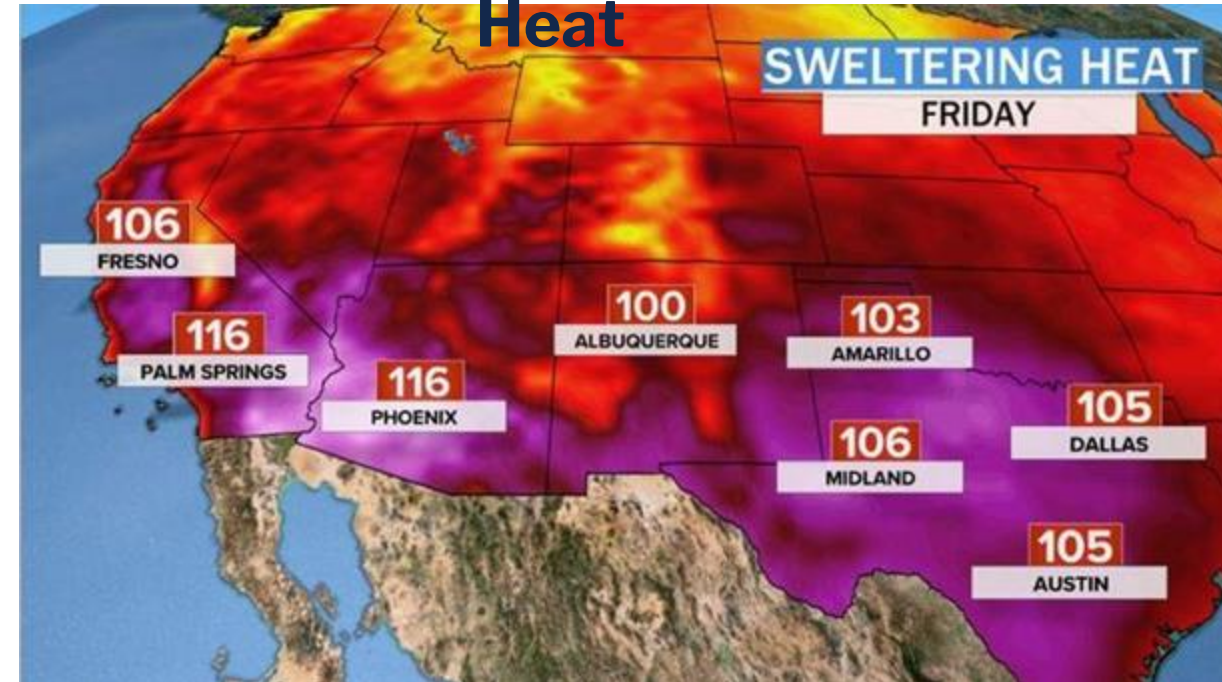 Heat
SWELTERING HEAT
FRIDAY
106
FRESNO
116
PALM SPRINGS
116
PHOENIX
100
ALBUQUERQUE
103
AMARILLO
105
DALLAS
106
MIDLAND
105
AUSTIN